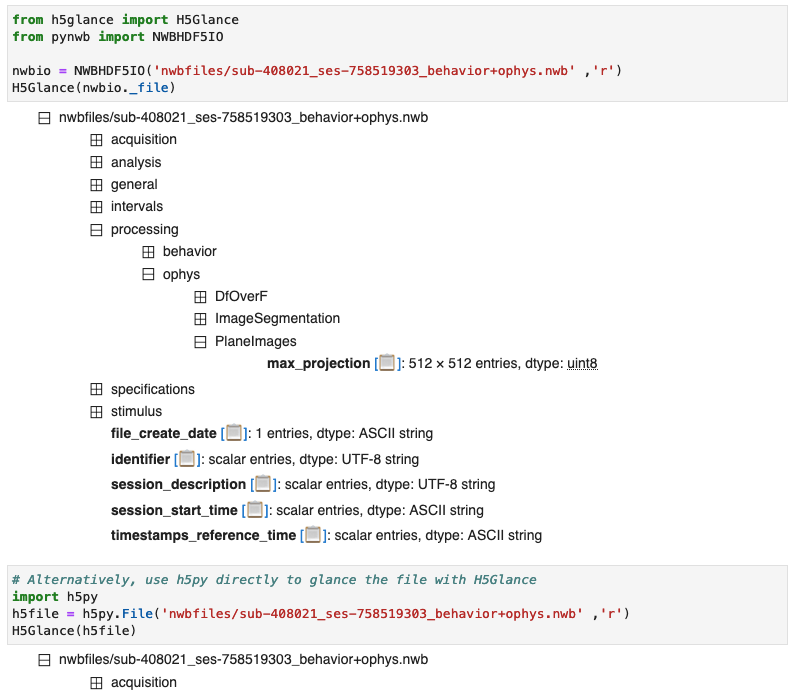 from h5glance import H5Glance
from pynwb import NWBHDF5IO
nwbio = NWBHDF5IO('nwbfiles/sub-408021_ses-758519303_behavior+ophys.nwb' ,'r')
H5Glance(nwbio._file)
nwbfiles/sub-408021_ses-758519303_behavior+ophys.nwb
acquisition
analysis
general
intervals
processing
behavior
ophys
DfOverF
ImageSegmentation
PlaneImages
max_projection [📋]: 512 × 512 entries, dtype: uint8
specifications
stimulus
file_create_date [📋]: 1 entries, dtype: ASCII string
identifier [📋]: scalar entries, dtype: UTF-8 string
session_description [📋]: scalar entries, dtype: UTF-8 string
session_start_time [📋]: scalar entries, dtype: ASCII string
timestamps_reference_time [📋]: scalar entries, dtype: ASCII string
# Alternatively, use h5py directly to glance the file with H5Glance
import h5py
h5file = h5py.File('nwbfiles/sub-408021_ses-758519303_behavior+ophys.nwb' ,'r')
H5Glance(h5file)
nwbfiles/sub-408021_ses-758519303_behavior+ophys.nwb
acquisition